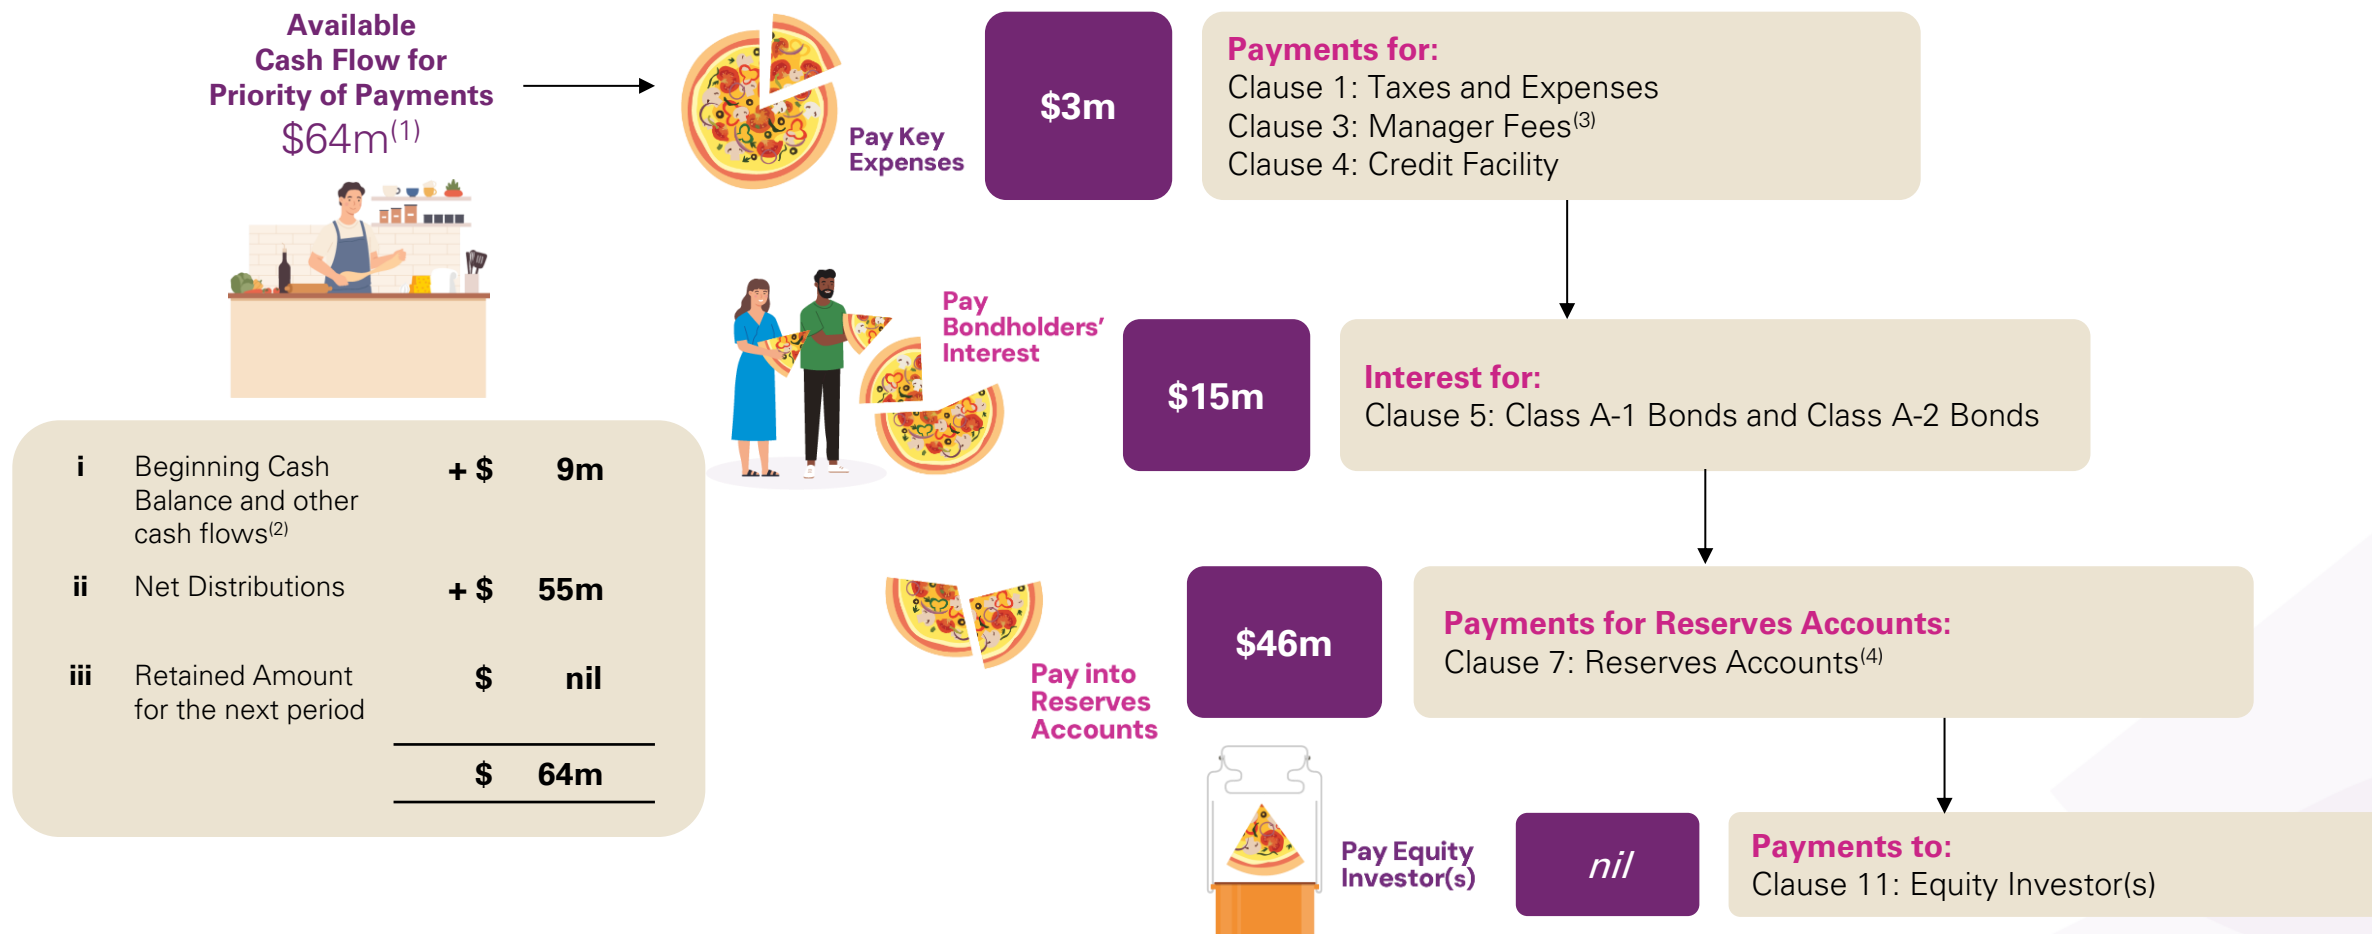 Available
Cash Flow for
Priority of Payments
$64m(1)
Pay Key
Expenses
$3m
Payments for:
Clause 1: Taxes and Expenses
Clause 3: Manager Fees(3)
Clause 4: Credit Facility
Pay
Bondholders'
Interest
$15m
Interest for:
Clause 5: Class A-1 Bonds and Class A-2 Bonds
i Beginning Cash + $ 9m
Balance and other
cash flows(2)
ii Net Distributions + $ 55m
iii Retained Amount $ nil
for the next period
$ 64m
Pay into
Reserves
Accounts
$46m
Payments for Reserves Accounts:
Clause 7: Reserves Accounts(4)
Pay Equity
Investor(s)
nil
Payments to:
Clause 11: Equity Investor(s)